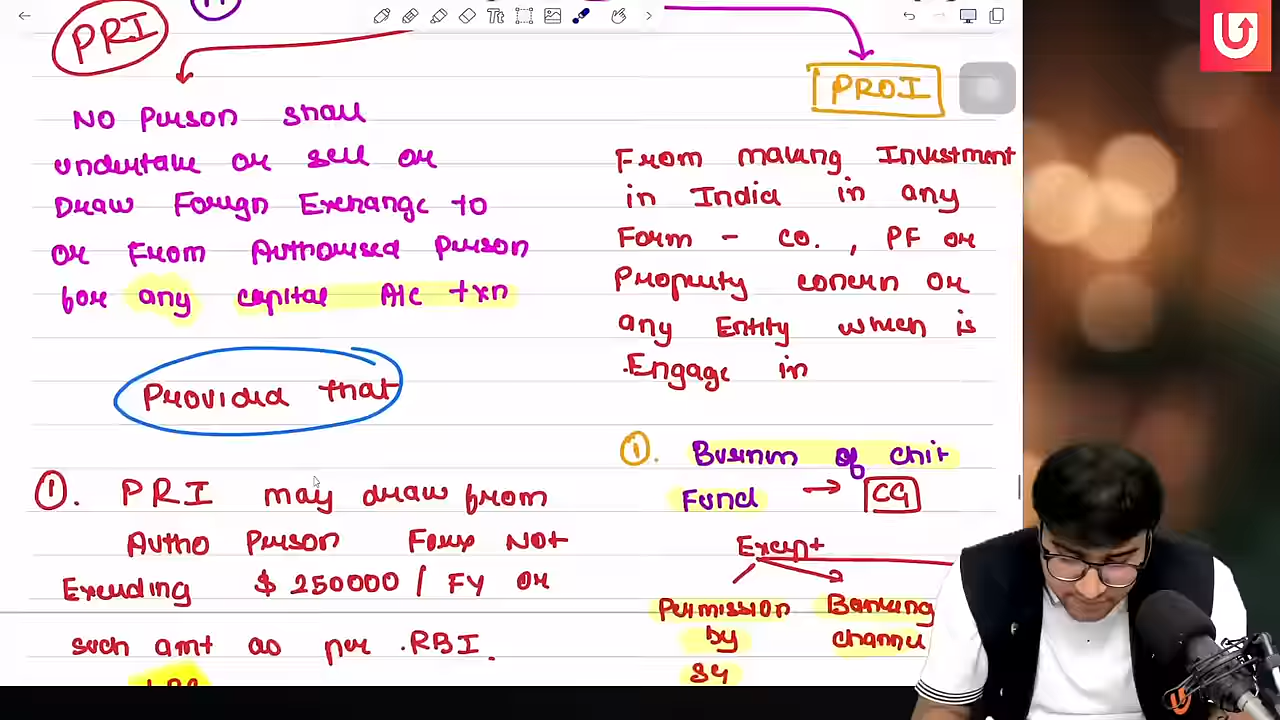 PRI
No Person shall
undertake or sell or
Draw Foreign Exchange to
or From Authorised Person
for any capital A/c txn
Provided that
①. PRI may draw from
Autho Person Forex Not
Exceeding $ 250000 / FY or
such amt as per .RBI.
PROI
From making Investment
in India in any
Form - co. , PF or
Property concern or
any Entity which is
.Engage in
①. Business of chit
Fund → CG
Except
Permission Banking
by channel
Tt
U